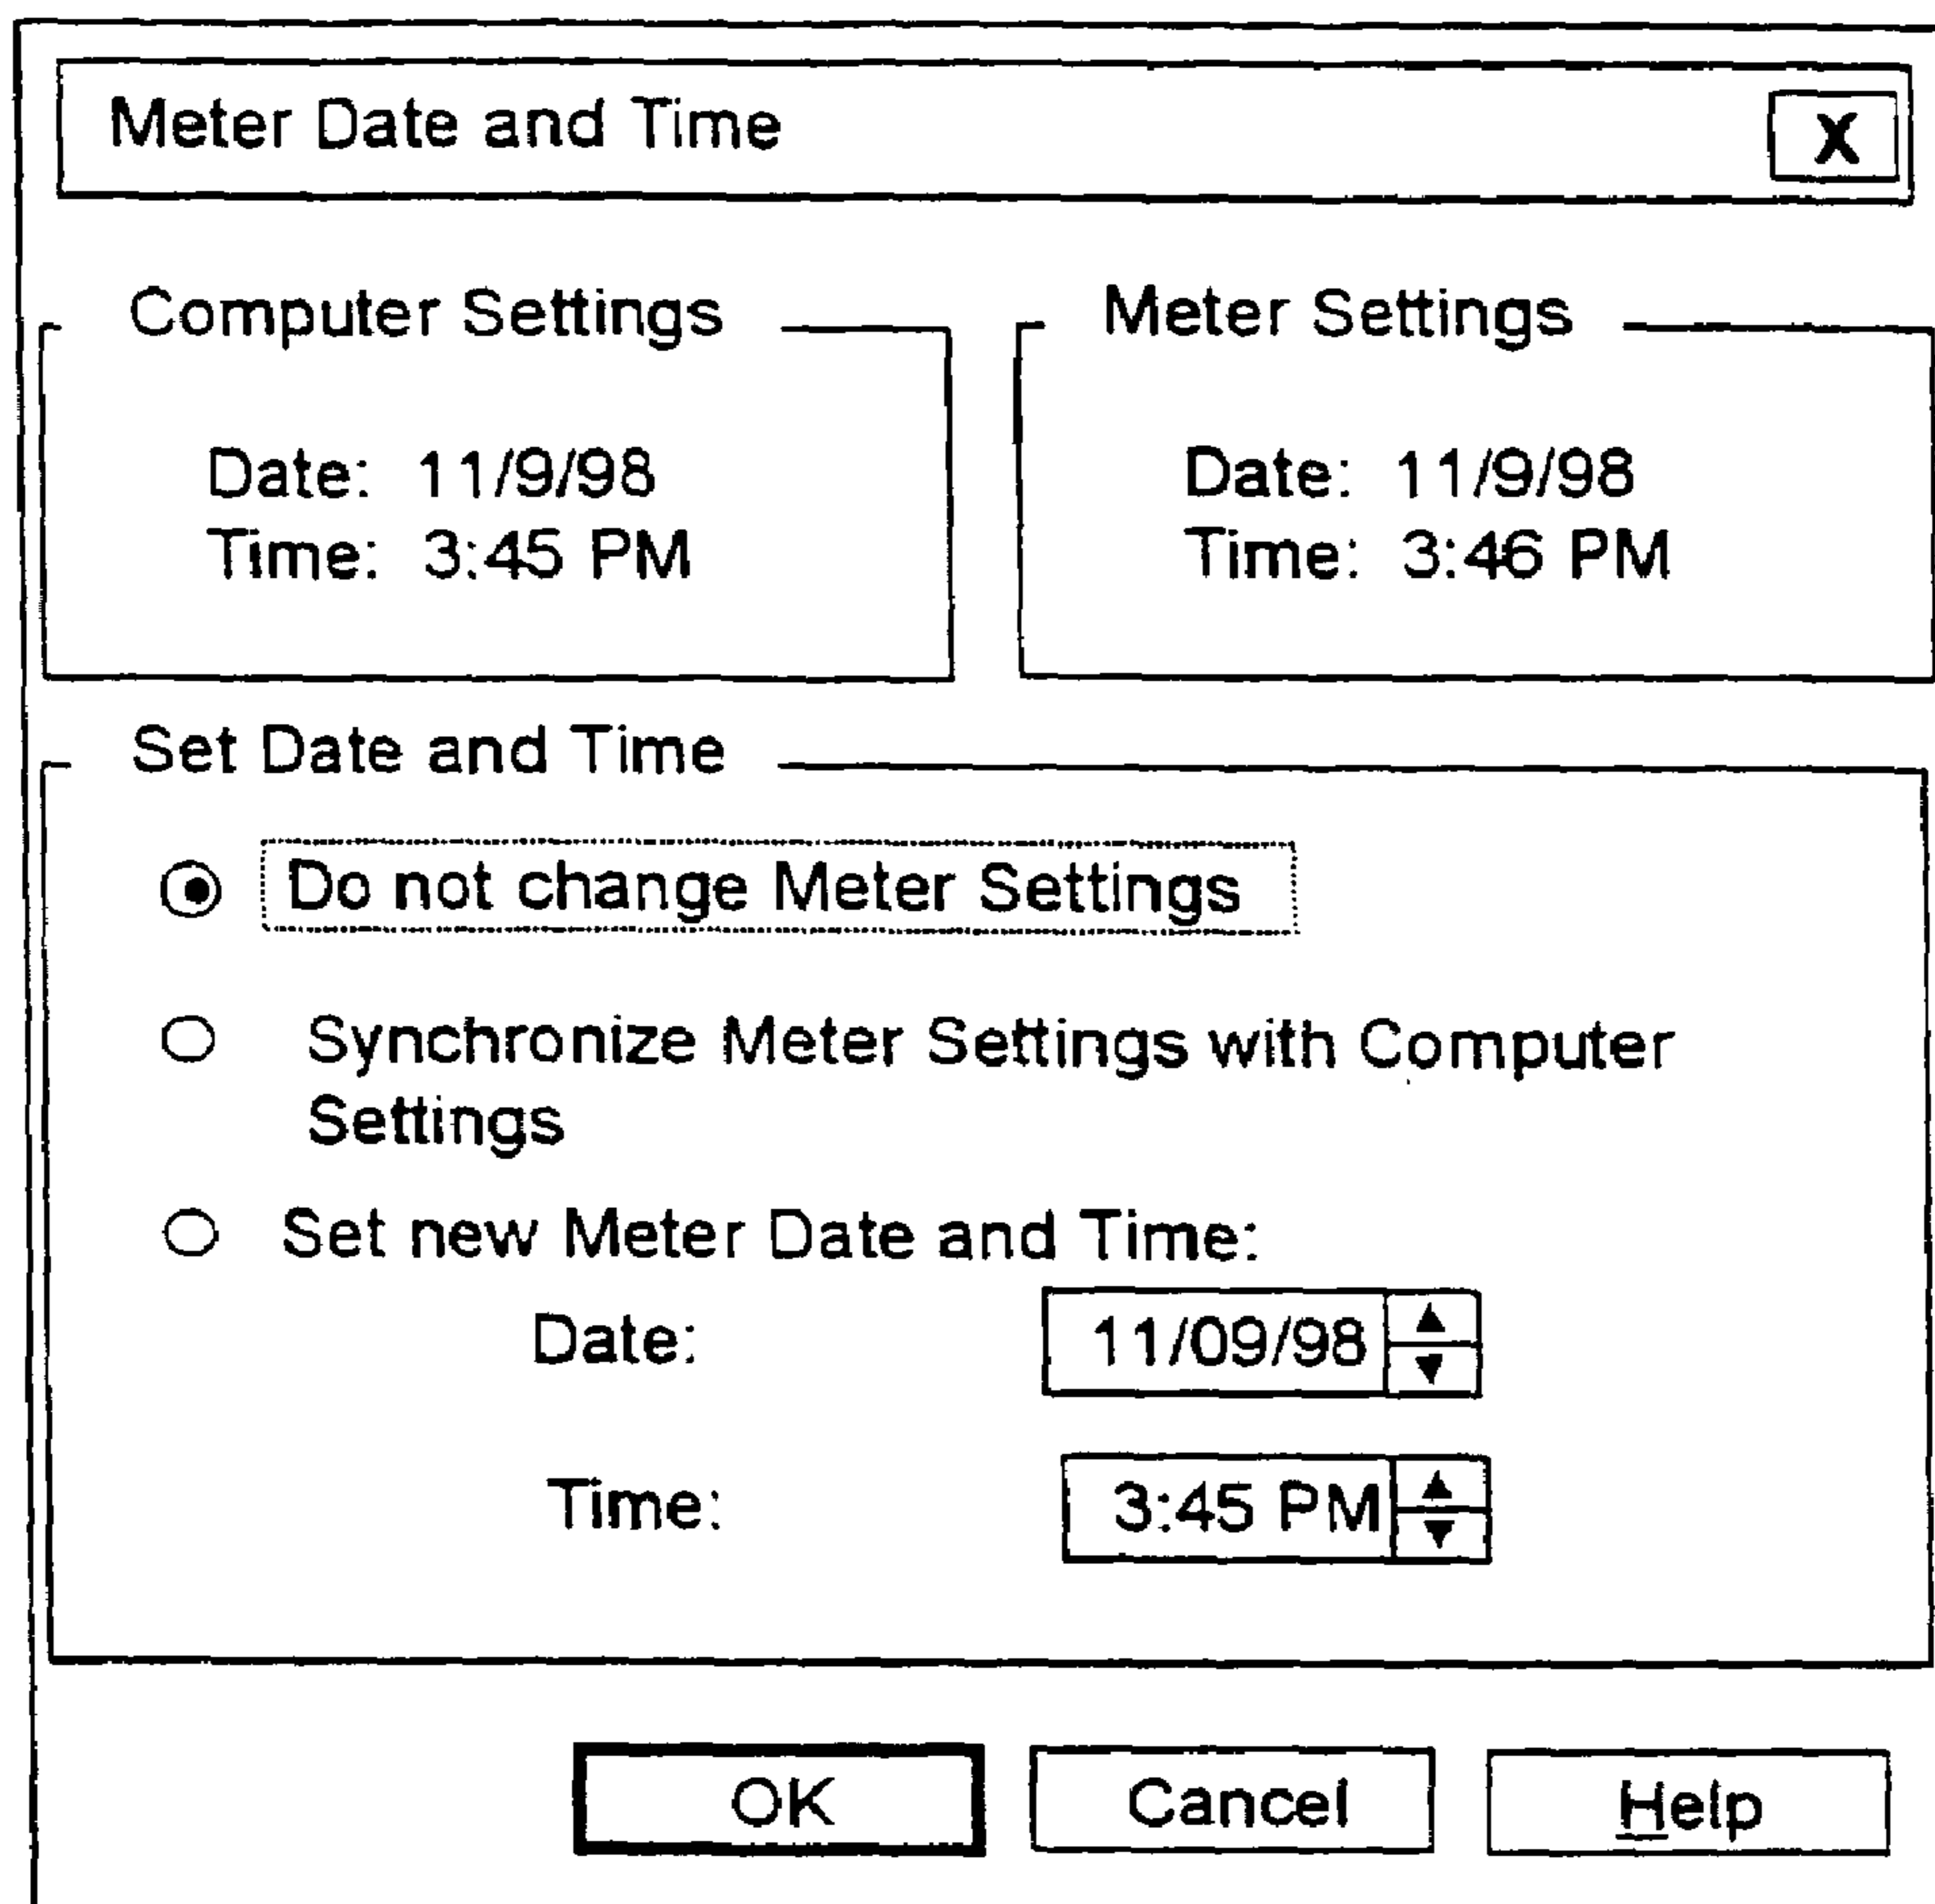 Meter Date and Time
X
Computer Settings
Date: 11/9/98
Time: 3:45 PM
Meter Settings
Date: 11/9/98
Time: 3:46 PM
Set Date and Time
Do not change Meter Settings
Synchronize Meter Settings with Computer
Settings
Set new Meter Date and Time:
Date: 11/09/98
Time: 3:45 PM
OK
Cancel
Help